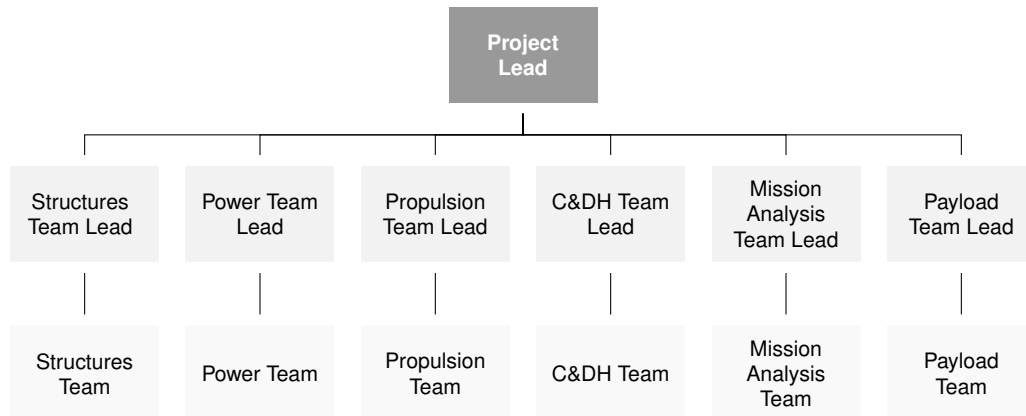 Project
Lead
Structures
Team Lead
Power Team
Lead
Propulsion
Team Lead
C&DH Team
Lead
Mission
Analysis
Team Lead
Payload
Team Lead
Structures
Team
Power Team
Propulsion
Team
C&DH Team
Mission
Analysis
Team
Payload
Team